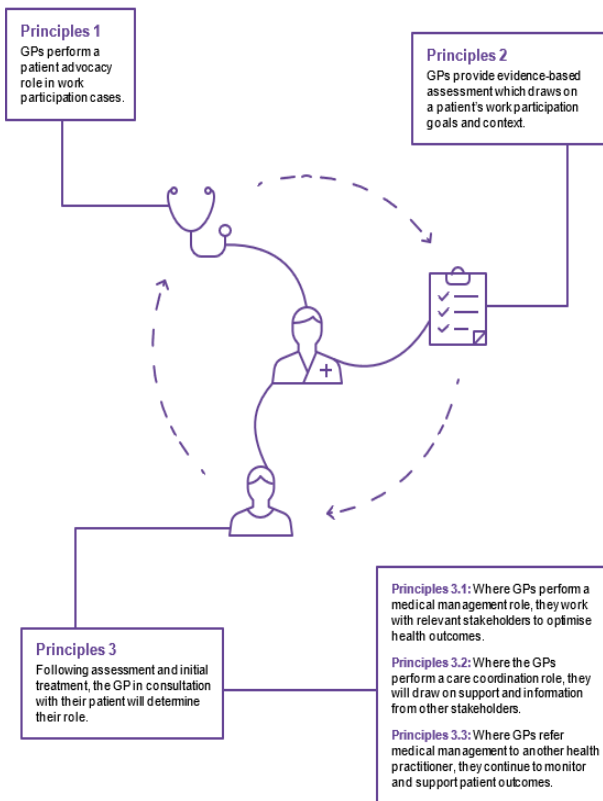 Principles 1
GPs perform a
patient advocacy
role in work
participation cases.
Principles 2
GPs provide evidence-based
assessment which draws on
a patient's work participation
goals and context.
Principles 3
Following assessment and initial
treatment, the GP in consultation
with their patient will determine
their role.
Principles 3.1: Where GPs perform a
medical management role, they work
with relevant stakeholders to optimise
health outcomes.
Principles 3.2: Where the GPs
perform a care coordination role, they
will draw on support and information
from other stakeholders.
Principles 3.3: Where GPs refer
medical management to another health
practitioner, they continue to monitor
and support patient outcomes.